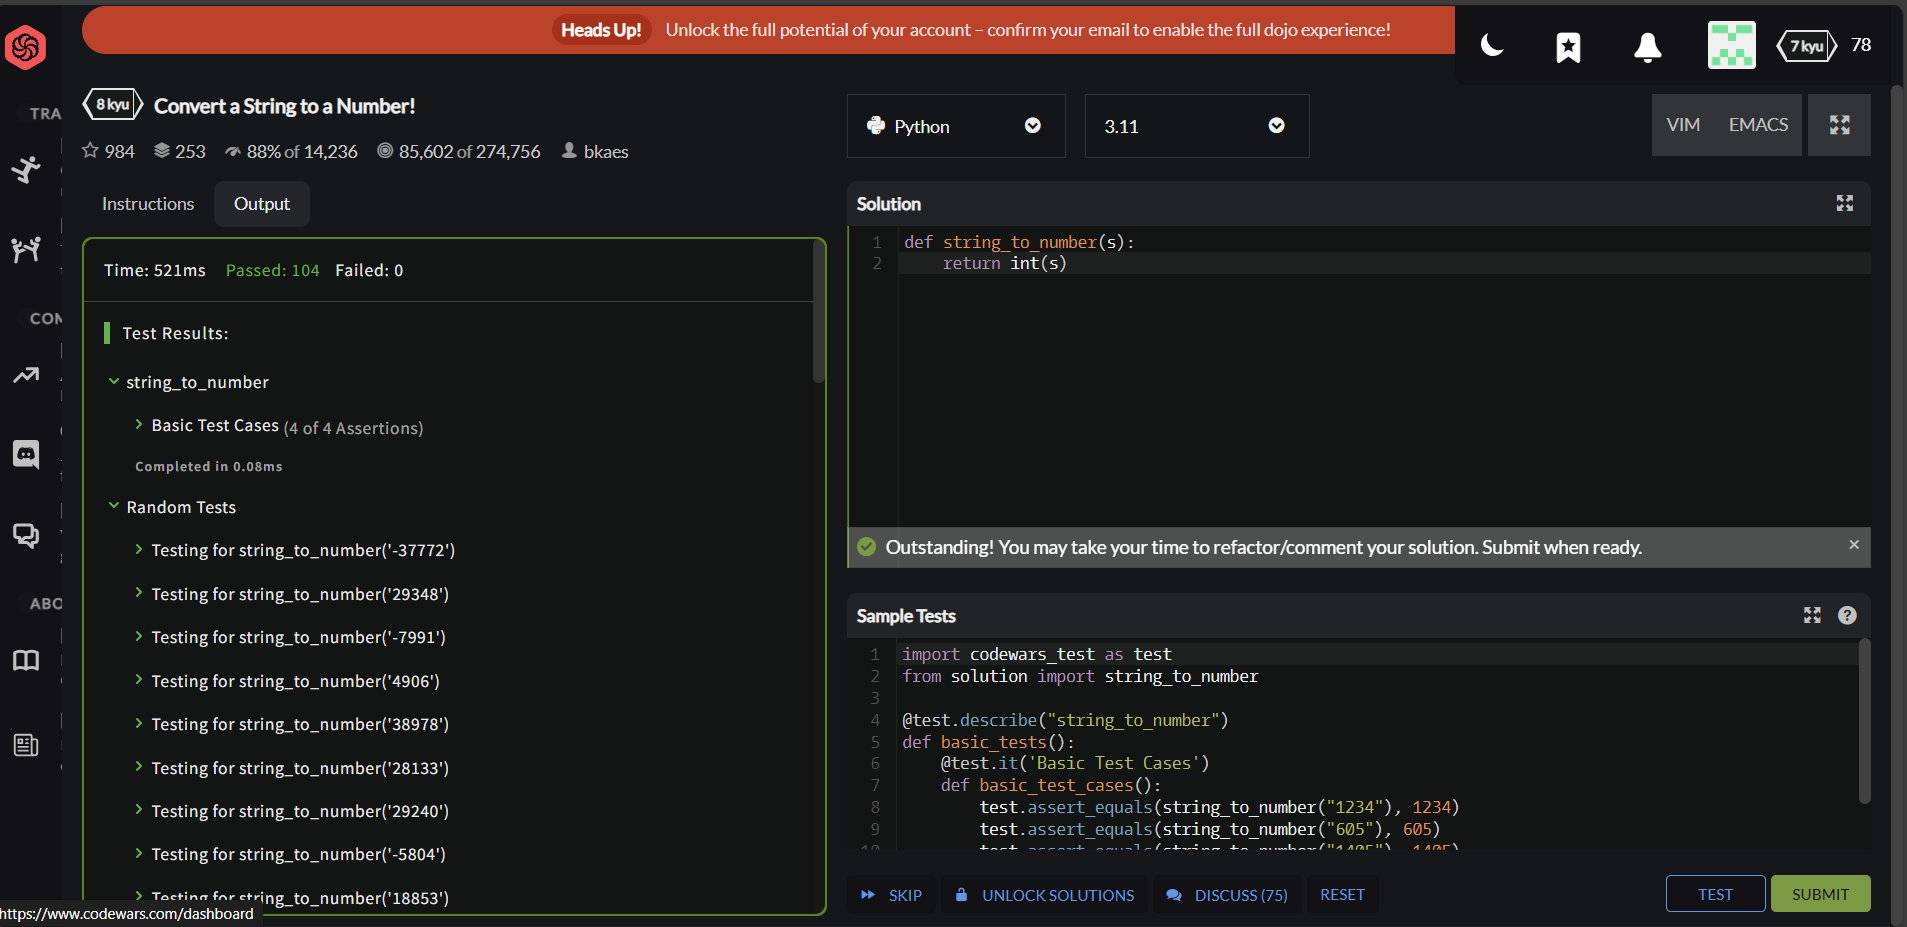 Heads Up! Unlock the full potential of your account – confirm your email to enable the full dojo experience!
7 kyu 78
TRA
COM
ABO
8 kyu Convert a String to a Number!
984 253 88% of 14,236 85,602 of 274,756 bkaes
Instructions Output
Time: 521ms Passed: 104 Failed: 0
Test Results:
string_to_number
Basic Test Cases (4 of 4 Assertions)
Completed in 0.08ms
Random Tests
Testing for string_to_number('-37772')
Testing for string_to_number('29348')
Testing for string_to_number('-7991')
Testing for string_to_number('4906')
Testing for string_to_number('38978')
Testing for string_to_number('28133')
Testing for string_to_number('29240')
Testing for string_to_number('-5804')
Testing for string_to_number('18853')
https://www.codewars.com/dashboard
Python 3.11 VIM EMACS
Solution
1 def string_to_number(s):
2 return int(s)
Outstanding! You may take your time to refactor/comment your solution. Submit when ready. ×
Sample Tests ?
1 import codewars_test as test
2 from solution import string_to_number
3
4 @test.describe("string_to_number")
5 def basic_tests():
6 @test.it('Basic Test Cases')
7 def basic_test_cases():
8 test.assert_equals(string_to_number("1234"), 1234)
9 test.assert_equals(string_to_number("605"), 605)
10 test.assert_equals(string_to_number("1405"), 1405)
SKIP UNLOCK SOLUTIONS DISCUSS (75) RESET TEST SUBMIT